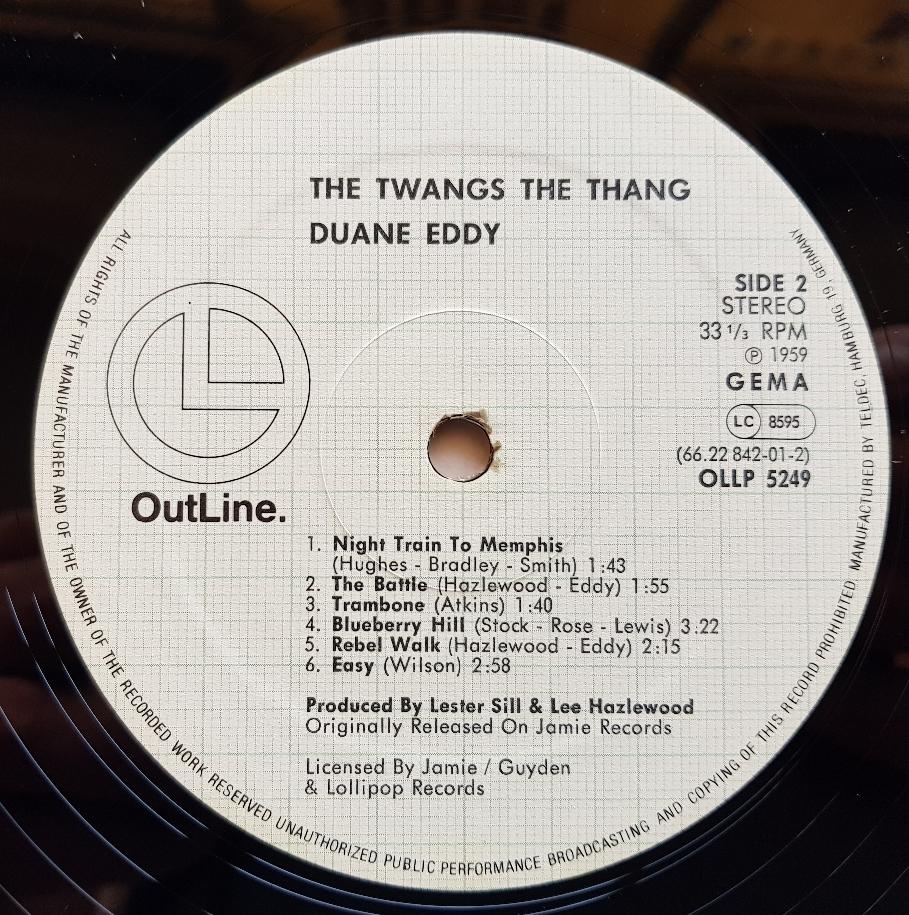 THE TWANGS THE THANG
DUANE EDDY
SIDE 2
STEREO
33 1/3 RPM
Ⓟ 1959
GEMA
LC 8595
(66.22 842-01-2)
OLLP 5249
OutLine.
1. Night Train To Memphis
(Hughes - Bradley - Smith) 1:43
2. The Battle (Hazlewood - Eddy) 1:55
3. Trambone (Atkins) 1:40
4. Blueberry Hill (Stock - Rose - Lewis) 3:22
5. Rebel Walk (Hazlewood - Eddy) 2:15
6. Easy (Wilson) 2:58
Produced By Lester Sill & Lee Hazlewood
Originally Released On Jamie Records
Licensed By Jamie / Guyden
& Lollipop Records
ALL RIGHTS OF THE MANUFACTURER AND OF THE OWNER OF THE RECORDED WORK RESERVED UNAUTHORIZED PUBLIC PERFORMANCE BROADCASTING AND COPYING OF THIS RECORD PROHIBITED. MANUFACTURED BY TELDEC, HAMBURG 19, GERMANY